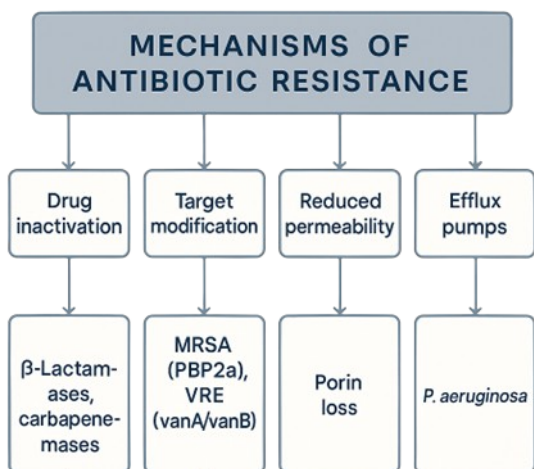 MECHANISMS OF
ANTIBIOTIC RESISTANCE
Drug
inactivation
Target
modification
Reduced
permeability
Efflux
pumps
β-Lactam-
ases,
carbapene-
mases
MRSA
(PBP2a),
VRE
(vanA/vanB)
Porin
loss
P. aeruginosa